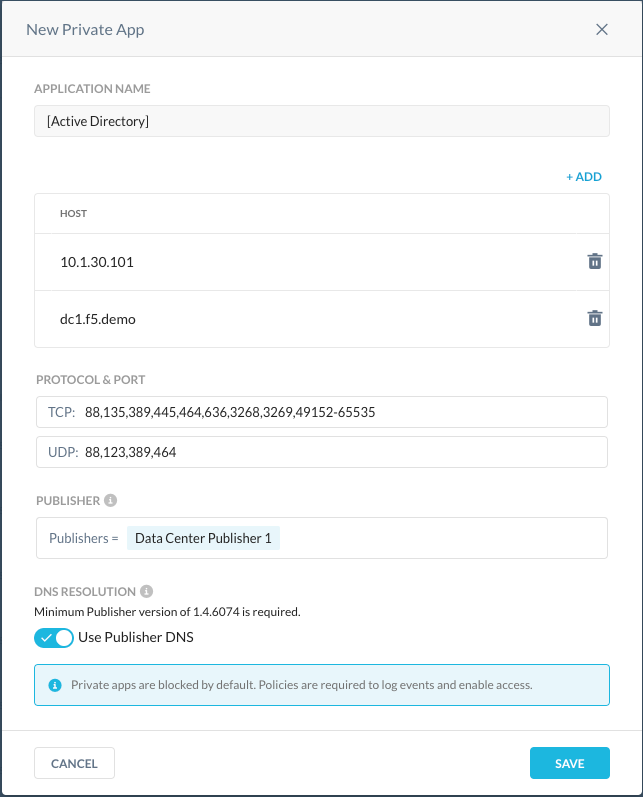 New Private App
APPLICATION NAME
[Active Directory]
+ ADD
HOST
10.1.30.101
dc1.f5.demo
PROTOCOL & PORT
TCP: 88,135,389,445,464,636,3268,3269,49152-65535
UDP: 88,123,389,464
PUBLISHER
Publishers = Data Center Publisher 1
DNS RESOLUTION
Minimum Publisher version of 1.4.6074 is required.
Use Publisher DNS
Private apps are blocked by default. Policies are required to log events and enable access.
CANCEL SAVE